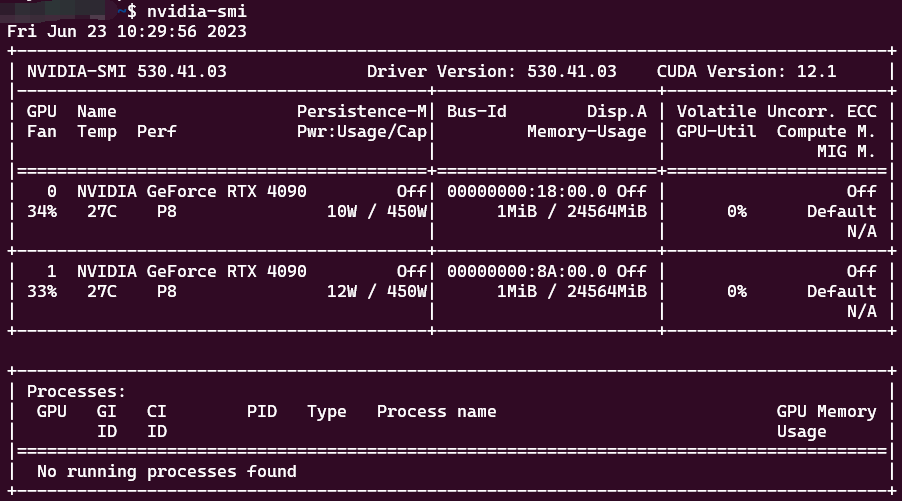 ~$ nvidia-smi
Fri Jun 23 10:29:56 2023
+---------------------------------------------------------------------------------------+
| NVIDIA-SMI 530.41.03              Driver Version: 530.41.03    CUDA Version: 12.1     |
|-----------------------------------------+----------------------+----------------------+
| GPU  Name                  Persistence-M| Bus-Id        Disp.A | Volatile Uncorr. ECC |
| Fan  Temp  Perf            Pwr:Usage/Cap|         Memory-Usage | GPU-Util  Compute M. |
|                                         |                      |               MIG M. |
|=========================================+======================+======================|
|   0  NVIDIA GeForce RTX 4090         Off| 00000000:18:00.0 Off |                  Off |
| 34%   27C    P8               10W / 450W|      1MiB / 24564MiB |      0%      Default |
|                                         |                      |                  N/A |
+-----------------------------------------+----------------------+----------------------+
|   1  NVIDIA GeForce RTX 4090         Off| 00000000:8A:00.0 Off |                  Off |
| 33%   27C    P8               12W / 450W|      1MiB / 24564MiB |      0%      Default |
|                                         |                      |                  N/A |
+-----------------------------------------+----------------------+----------------------+

+---------------------------------------------------------------------------------------+
| Processes:                                                                            |
|  GPU   GI   CI        PID   Type   Process name                            GPU Memory |
|        ID   ID                                                             Usage      |
|=======================================================================================|
|  No running processes found                                                           |
+---------------------------------------------------------------------------------------+